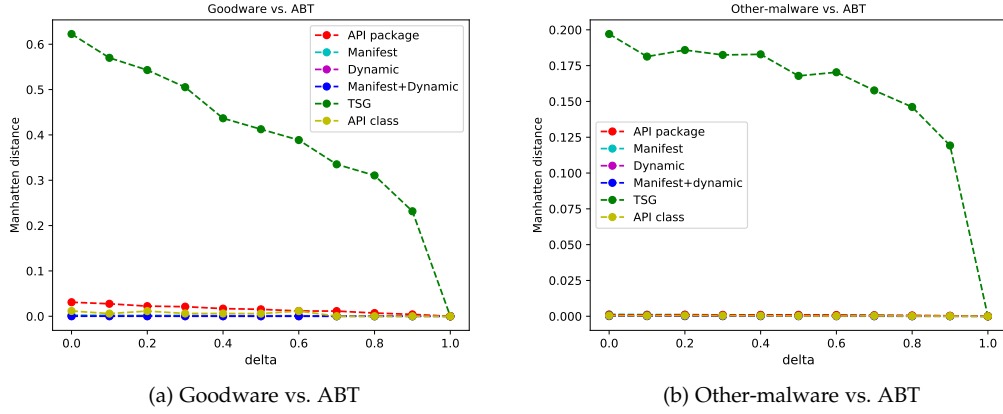 Goodware vs. ABT
Manhatten distance
0.6
0.5
0.4
0.3
0.2
0.1
0.0
API package
Manifest
Dynamic
Manifest+Dynamic
TSG
API class
0.0 0.2 0.4 0.6 0.8 1.0
delta
(a) Goodware vs. ABT
Other-malware vs. ABT
Manhatten distance
0.200
0.175
0.150
0.125
0.100
0.075
0.050
0.025
0.000
API package
Manifest
Dynamic
Manifest+dynamic
TSG
API class
0.0 0.2 0.4 0.6 0.8 1.0
delta
(b) Other-malware vs. ABT